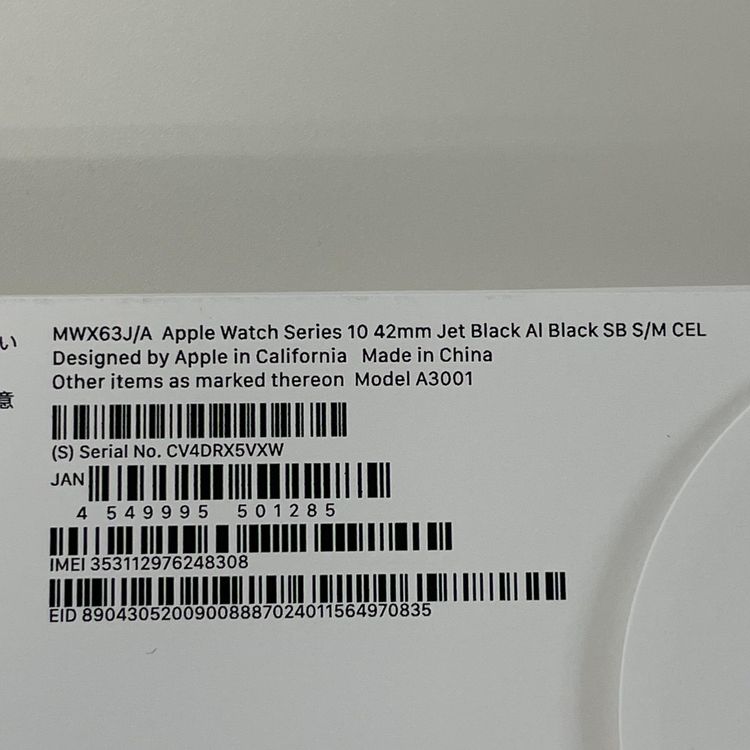 い
意
MWX63J/A Apple Watch Series 10 42mm Jet Black Al Black SB S/M CEL
Designed by Apple in California Made in China
Other items as marked thereon Model A3001
(S) Serial No. CV4DRX5VXW
JAN
4 549995 501285
IMEI 353112976248308
EID 89043052009008887024011564970835